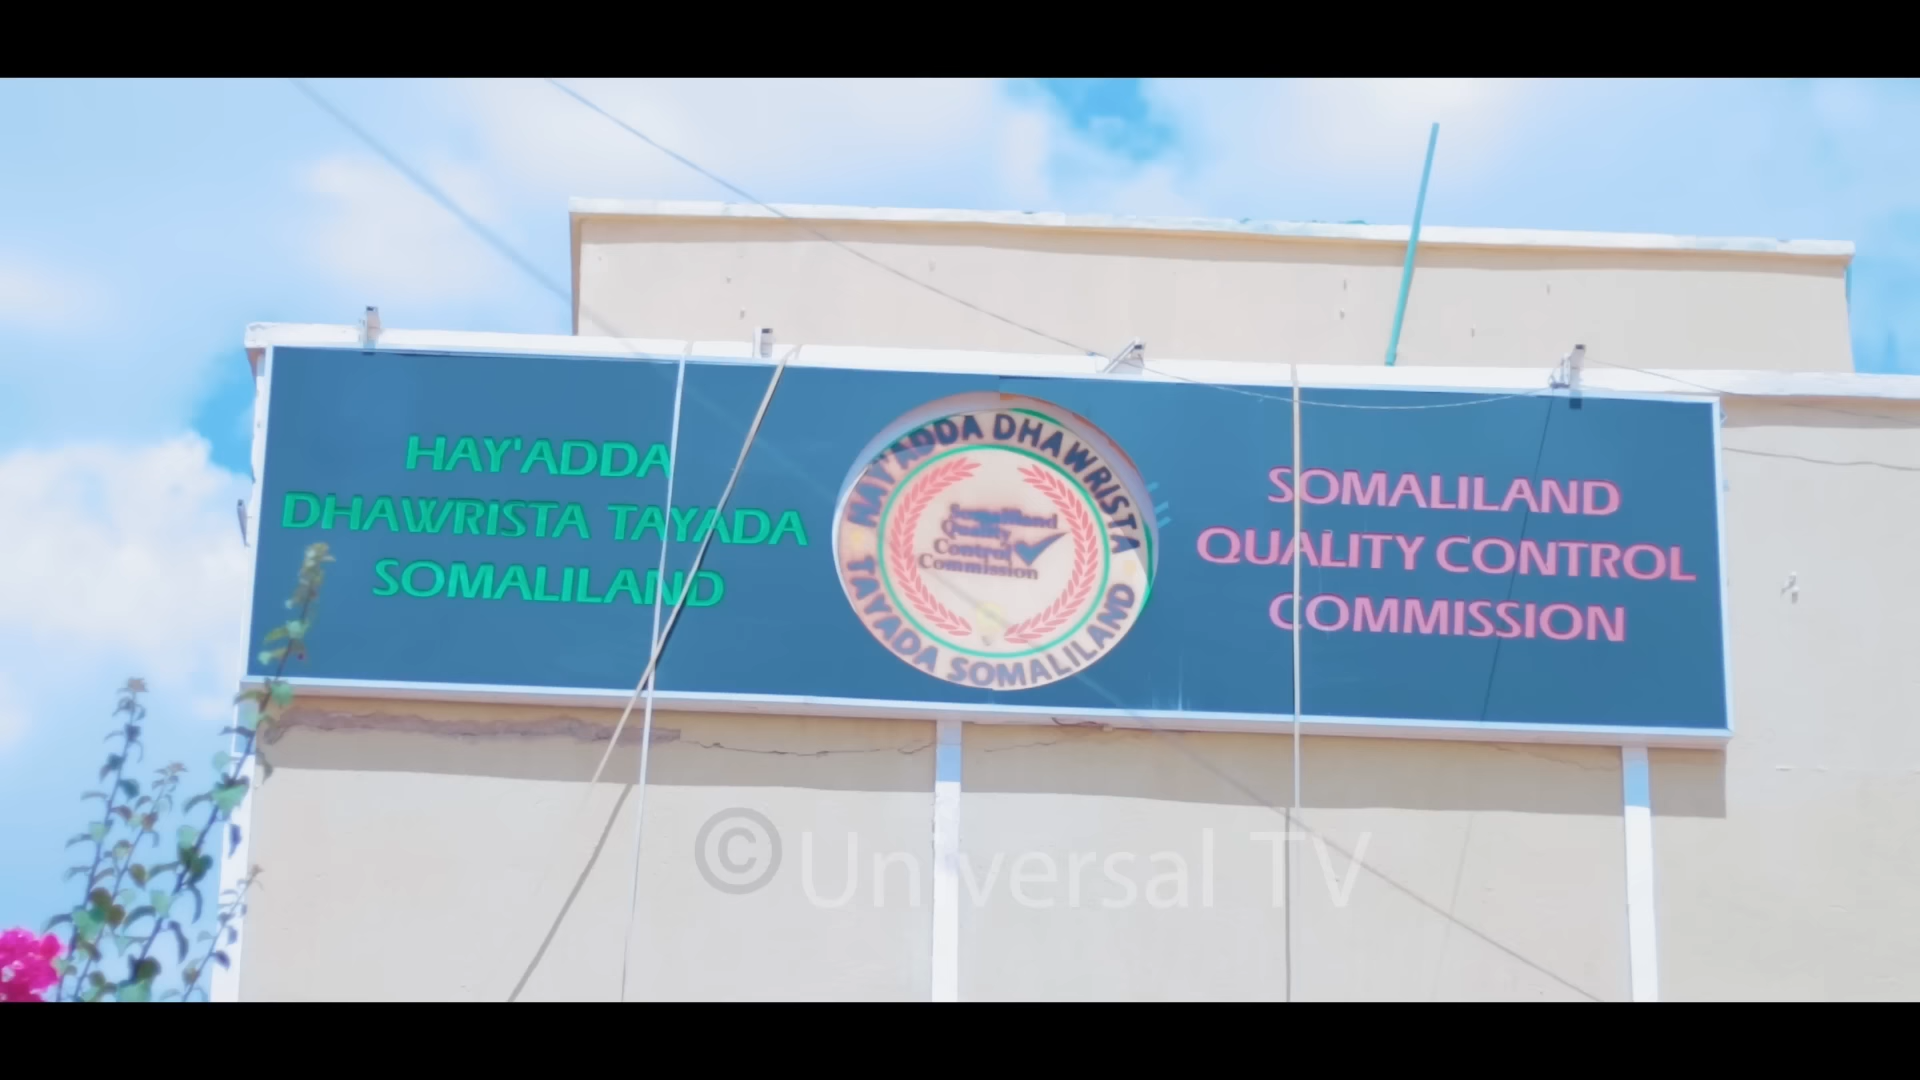 HAY'ADDA
DHAWRISTA TAYADA
SOMALILAND
HAY'ADDA DHAWRISTA
TAYADA SOMALILAND
Somaliland
Quality
Control
Commission
SOMALILAND
QUALITY CONTROL
COMMISSION
© Universal TV